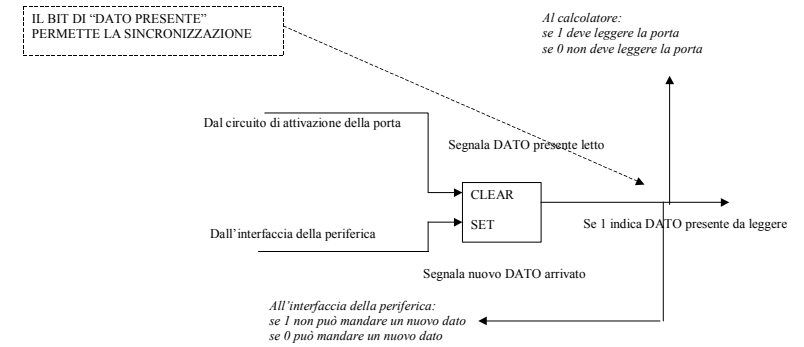 IL BIT DI “DATO PRESENTE”
PERMETTE LA SINCRONIZZAZIONE
Al calcolatore:
se 1 deve leggere la porta
se 0 non deve leggere la porta
Dal circuito di attivazione della porta
Segnala DATO presente letto
CLEAR
SET
Se 1 indica DATO presente da leggere
Dall’interfaccia della periferica
Segnala nuovo DATO arrivato
All’interfaccia della periferica:
se 1 non può mandare un nuovo dato
se 0 può mandare un nuovo dato